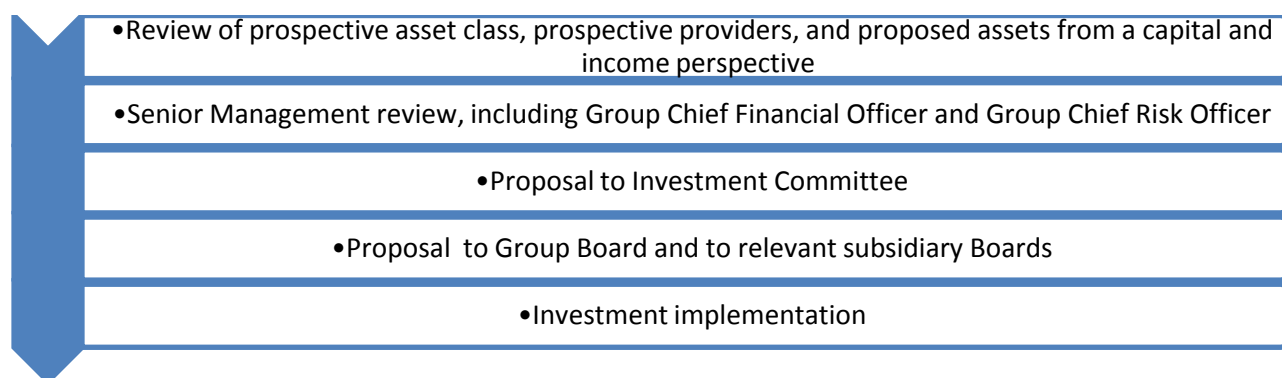 •Review of prospective asset class, prospective providers, and proposed assets from a capital and
income perspective
•Senior Management review, including Group Chief Financial Officer and Group Chief Risk Officer
•Proposal to Investment Committee
•Proposal  to Group Board and to relevant subsidiary Boards
•Investment implementation